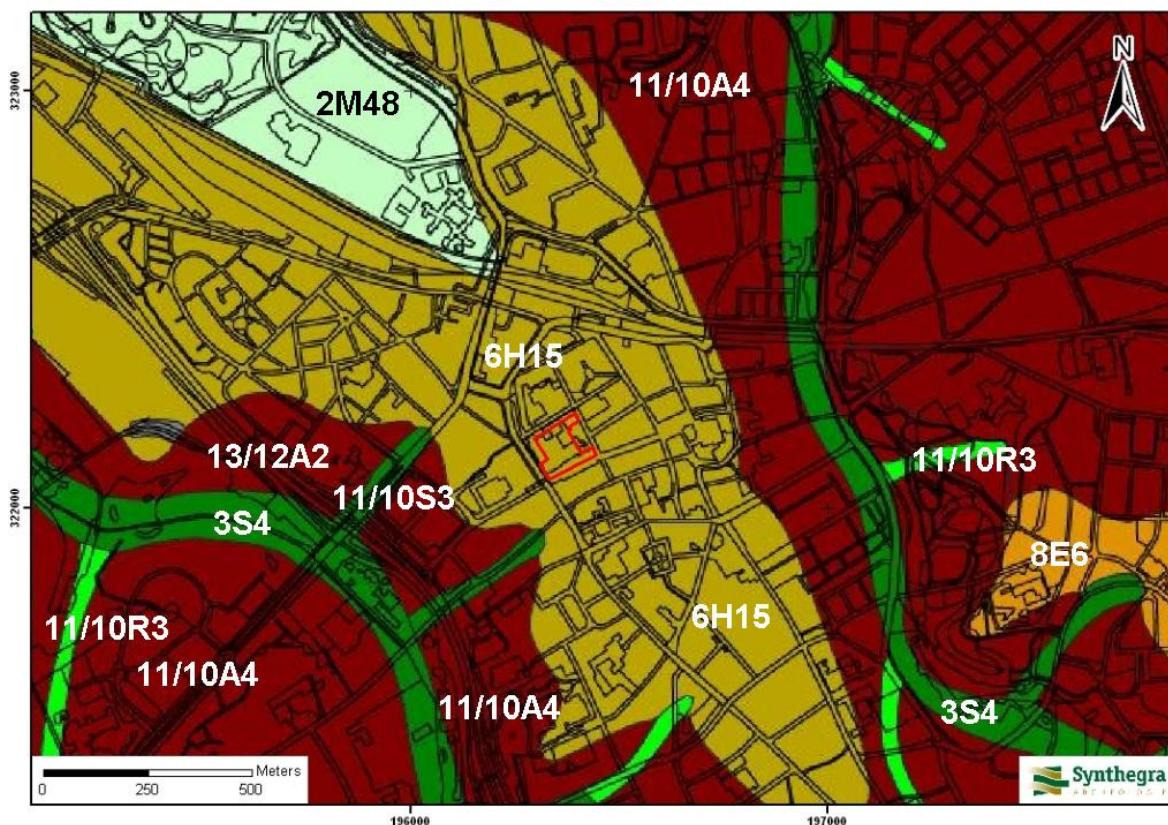 323000
2M48
11/10A4
N
6H15
13/12A2
11/10S3
11/10R3
322000
3S4
8E6
11/10R3
6H15
11/10A4
11/10A4
3S4
Meters
0 250 500
Synthegra
ARCHEOLOGIE
196000
197000